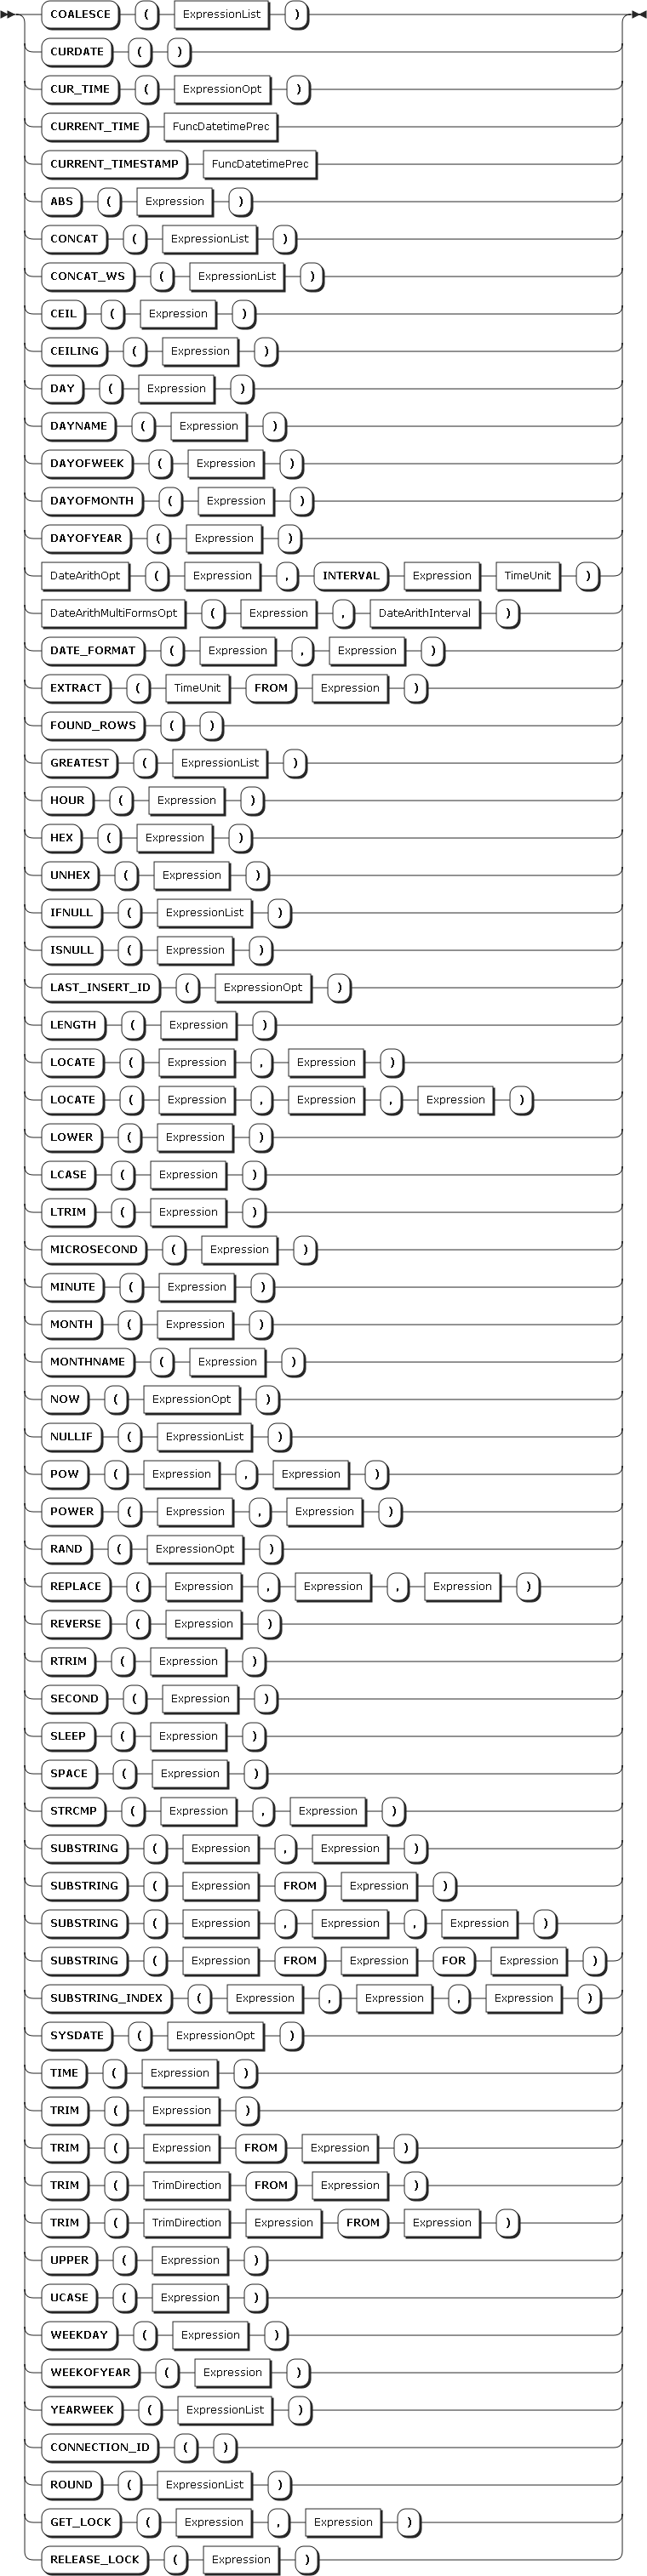 COALESCE ( ExpressionList )
CURDATE ( )
CUR_TIME ( ExpressionOpt )
CURRENT_TIME FuncDatetimePrec
CURRENT_TIMESTAMP FuncDatetimePrec
ABS ( Expression )
CONCAT ( ExpressionList )
CONCAT_WS ( ExpressionList )
CEIL ( Expression )
CEILING ( Expression )
DAY ( Expression )
DAYNAME ( Expression )
DAYOFWEEK ( Expression )
DAYOFMONTH ( Expression )
DAYOFYEAR ( Expression )
DateArithOpt ( Expression , INTERVAL Expression TimeUnit )
DateArithMultiFormsOpt ( Expression , DateArithInterval )
DATE_FORMAT ( Expression , Expression )
EXTRACT ( TimeUnit FROM Expression )
FOUND_ROWS ( )
GREATEST ( ExpressionList )
HOUR ( Expression )
HEX ( Expression )
UNHEX ( Expression )
IFNULL ( ExpressionList )
ISNULL ( Expression )
LAST_INSERT_ID ( ExpressionOpt )
LENGTH ( Expression )
LOCATE ( Expression , Expression )
LOCATE ( Expression , Expression , Expression )
LOWER ( Expression )
LCASE ( Expression )
LTRIM ( Expression )
MICROSECOND ( Expression )
MINUTE ( Expression )
MONTH ( Expression )
MONTHNAME ( Expression )
NOW ( ExpressionOpt )
NULLIF ( ExpressionList )
POW ( Expression , Expression )
POWER ( Expression , Expression )
RAND ( ExpressionOpt )
REPLACE ( Expression , Expression , Expression )
REVERSE ( Expression )
RTRIM ( Expression )
SECOND ( Expression )
SLEEP ( Expression )
SPACE ( Expression )
STRCMP ( Expression , Expression )
SUBSTRING ( Expression , Expression )
SUBSTRING ( Expression FROM Expression )
SUBSTRING ( Expression , Expression , Expression )
SUBSTRING ( Expression FROM Expression FOR Expression )
SUBSTRING_INDEX ( Expression , Expression , Expression )
SYSDATE ( ExpressionOpt )
TIME ( Expression )
TRIM ( Expression )
TRIM ( Expression FROM Expression )
TRIM ( TrimDirection FROM Expression )
TRIM ( TrimDirection Expression FROM Expression )
UPPER ( Expression )
UCASE ( Expression )
WEEKDAY ( Expression )
WEEKOFYEAR ( Expression )
YEARWEEK ( ExpressionList )
CONNECTION_ID ( )
ROUND ( ExpressionList )
GET_LOCK ( Expression , Expression )
RELEASE_LOCK ( Expression )